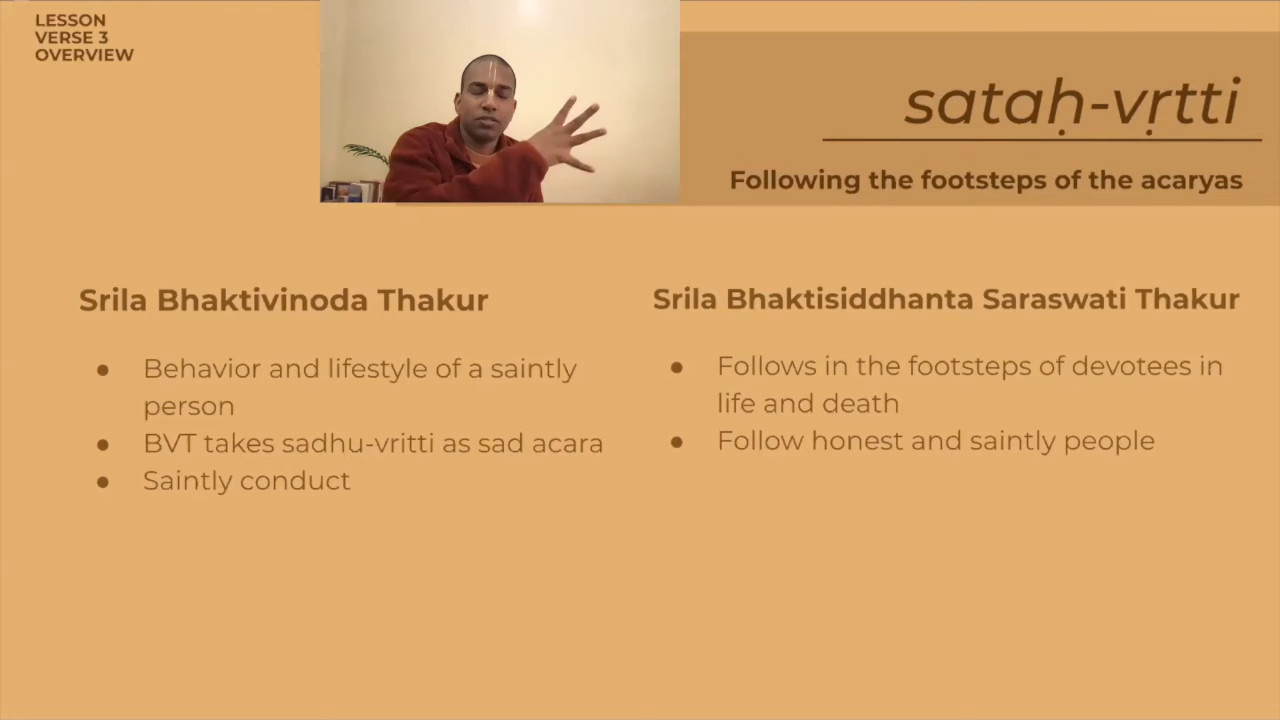 LESSON
VERSE 3
OVERVIEW
sataḥ-vṛtti
Following the footsteps of the acaryas
Srila Bhaktivinoda Thakur
● Behavior and lifestyle of a saintly
person
● BVT takes sadhu-vritti as sad acara
● Saintly conduct
Srila Bhaktisiddhanta Saraswati Thakur
● Follows in the footsteps of devotees in
life and death
● Follow honest and saintly people